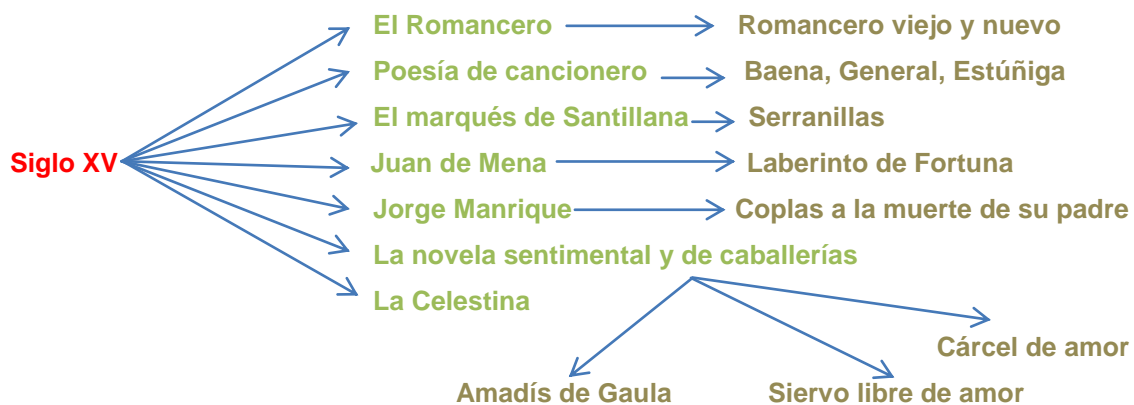 El Romancero Romancero viejo y nuevo
Poesía de cancionero Baena, General, Estúñiga
El marqués de Santillana Serranillas
Siglo XV Juan de Mena Laberinto de Fortuna
Jorge Manrique Coplas a la muerte de su padre
La novela sentimental y de caballerías
La Celestina
Cárcel de amor
Amadís de Gaula Siervo libre de amor